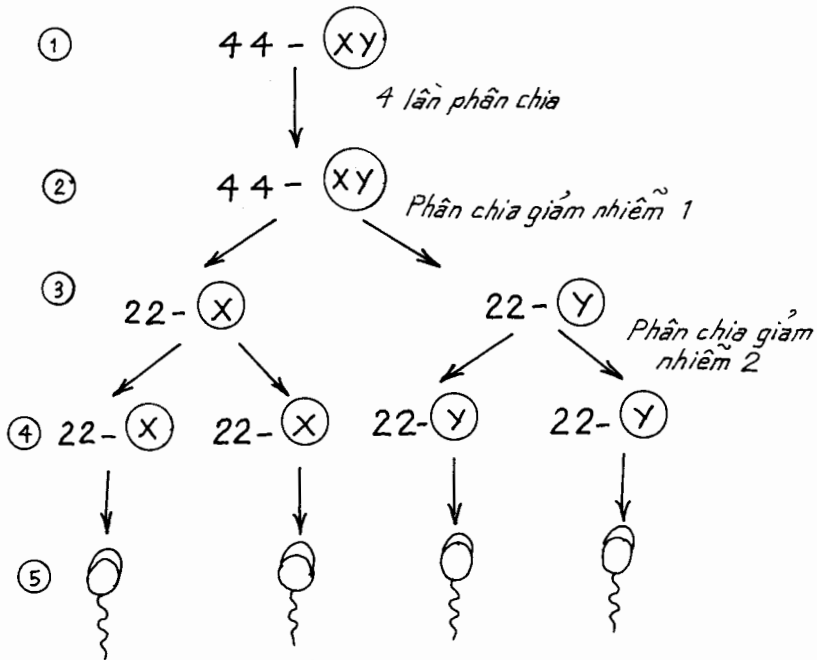 ① 44 - XY
4 lần phân chia
② 44 - XY
Phân chia giảm nhiễm 1
③ 22 - X 22 - Y
Phân chia giảm
nhiễm 2
④ 22 - X 22 - X 22 - Y 22 - Y
⑤